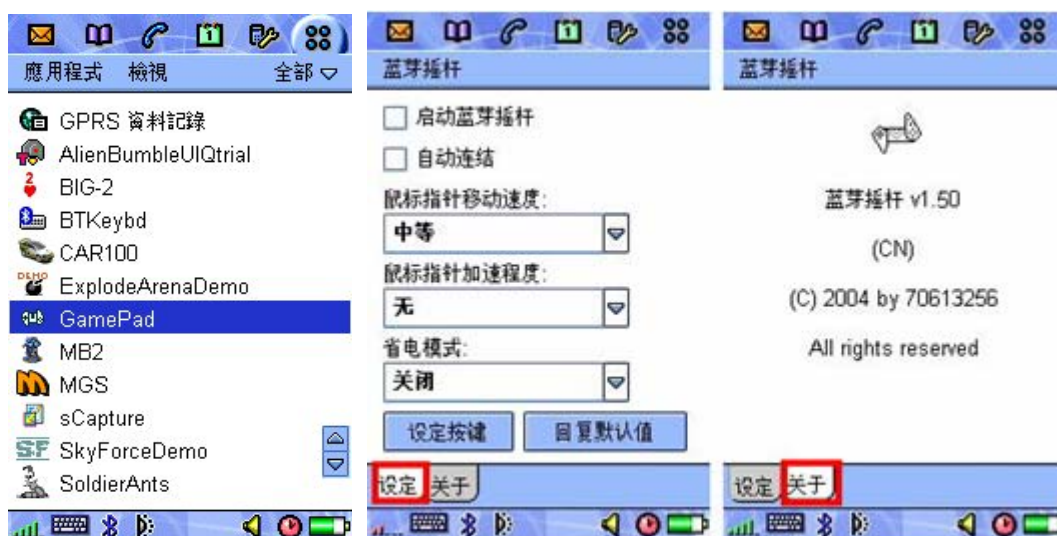 應用程式 檢視 全部
GPRS 資料記錄
AlienBumbleUIQtrial
BIG-2
BTKeybd
CAR100
DEMO
ExplodeArenaDemo
GamePad
MB2
MGS
sCapture
SF SkyForceDemo
SoldierAnts
蓝芽摇杆
启动蓝芽摇杆
自动连结
鼠标指针移动速度:
中等
鼠标指针加速程度:
无
省电模式:
关闭
设定按键 回复默认值
设定 关于
蓝芽摇杆
蓝芽摇杆 v1.50
(CN)
(C) 2004 by 70613256
All rights reserved
设定 关于